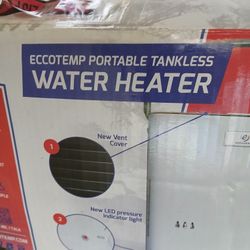 ECCOTEMP PORTABLE TANKLESS
WATER HEATER
1
New Vent
Cover
2
New LED pressure
Indicator light